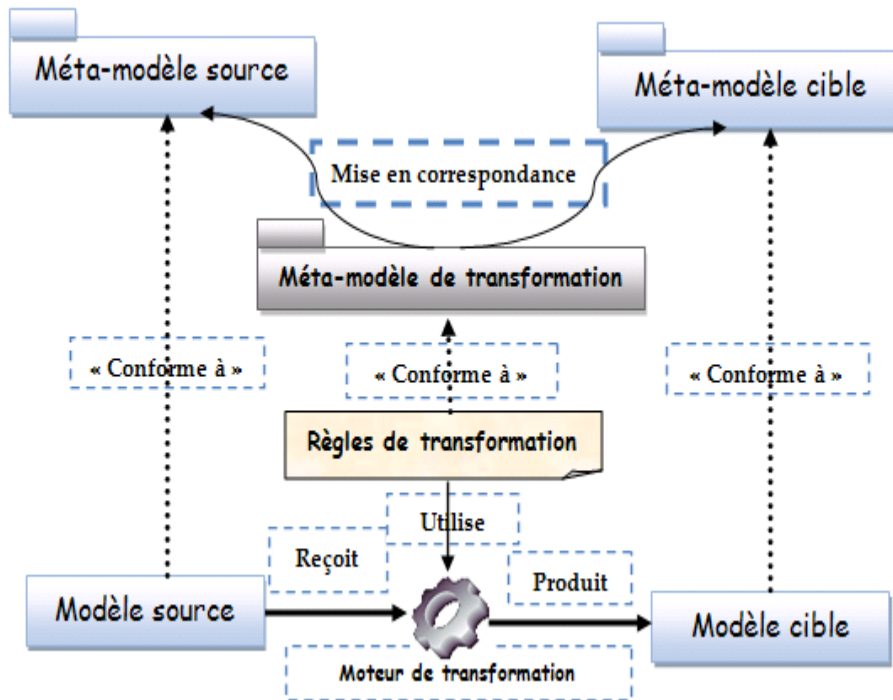 Méta-modèle source
Méta-modèle cible
Mise en correspondance
Méta-modèle de transformation
« Conforme à »
« Conforme à »
« Conforme à »
Règles de transformation
Utilise
Reçoit
Produit
Modèle source
Modèle cible
Moteur de transformation